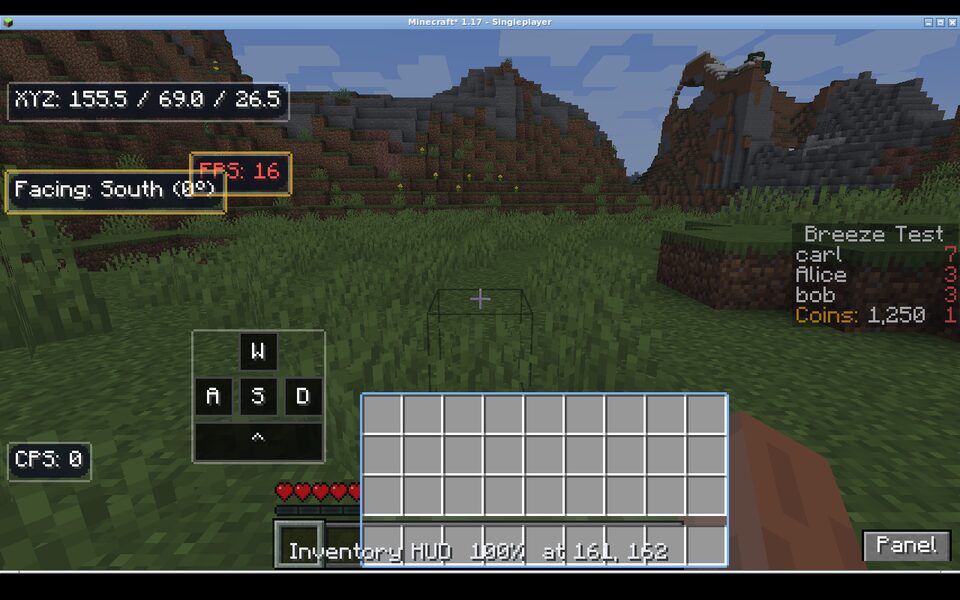 Minecraft* 1.17 - Singleplayer
XYZ: 155.5 / 69.0 / 26.5
FPS: 16
Facing: South (0°)
Breeze Test
carl 7
Alice 3
bob 3
Coins: 1,250 1
W
A S D
^
CPS: 0
Inventory HUD 100% at 161, 162
Panel